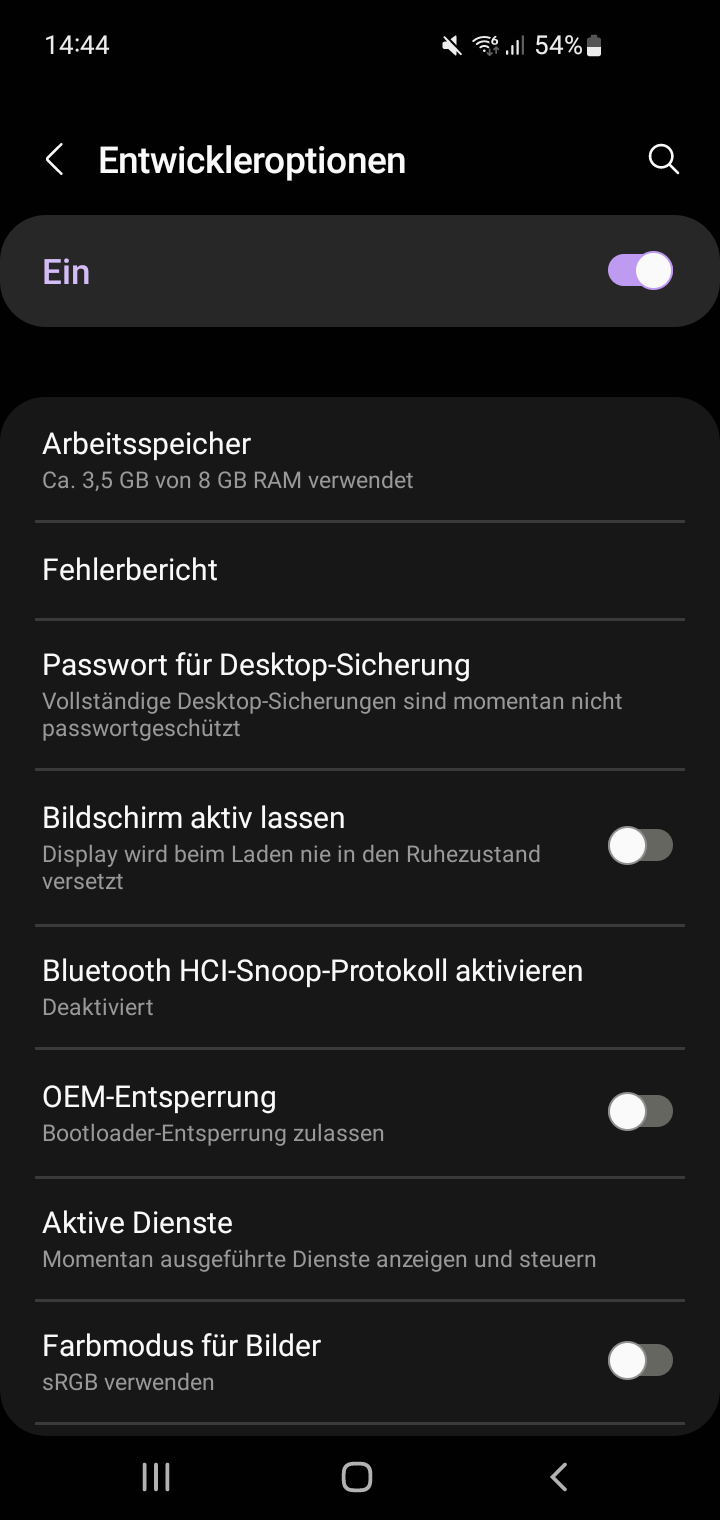 14:44
54%
Entwickleroptionen
Ein
Arbeitsspeicher
Ca. 3,5 GB von 8 GB RAM verwendet
Fehlerbericht
Passwort für Desktop-Sicherung
Vollständige Desktop-Sicherungen sind momentan nicht
passwortgeschützt
Bildschirm aktiv lassen
Display wird beim Laden nie in den Ruhezustand
versetzt
Bluetooth HCI-Snoop-Protokoll aktivieren
Deaktiviert
OEM-Entsperrung
Bootloader-Entsperrung zulassen
Aktive Dienste
Momentan ausgeführte Dienste anzeigen und steuern
Farbmodus für Bilder
sRGB verwenden